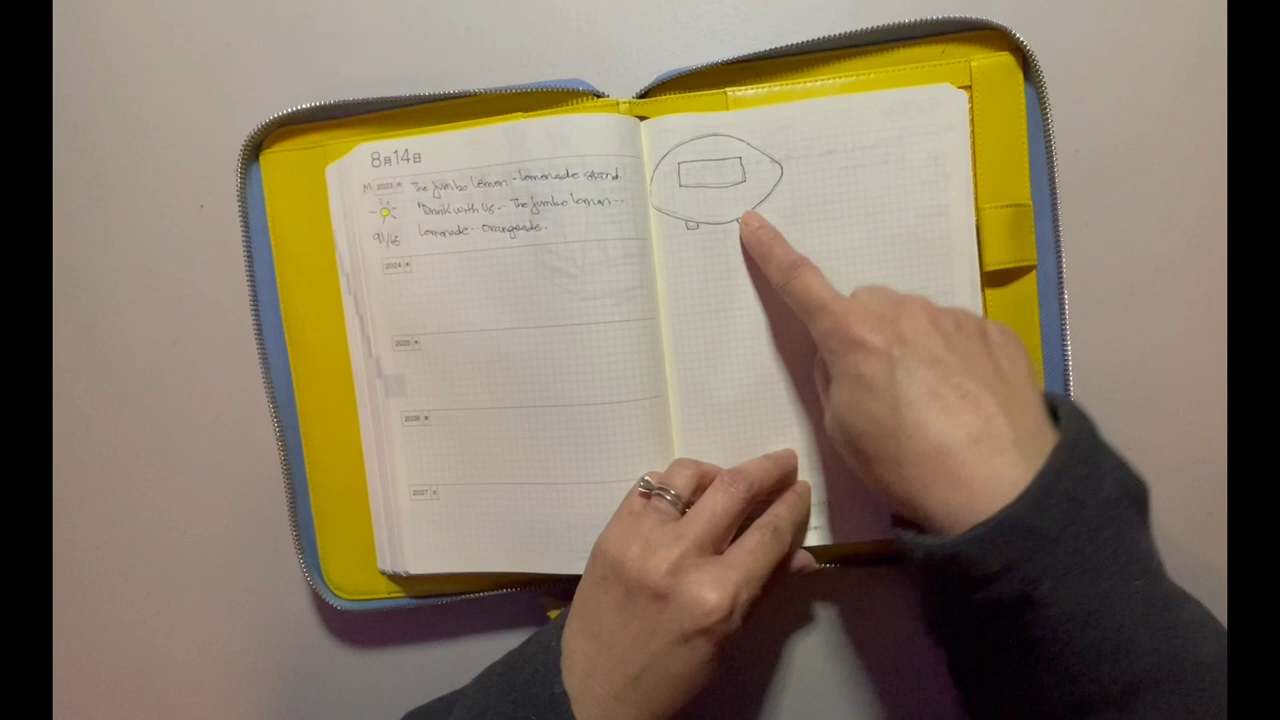 8月14日
M 2023 月 The Jumbo Lemon - lemonade stand
"Drink with us -- The Jumbo lemon --
91/65 Lemonade -- Orangeade.
2024
2025
2026
2027